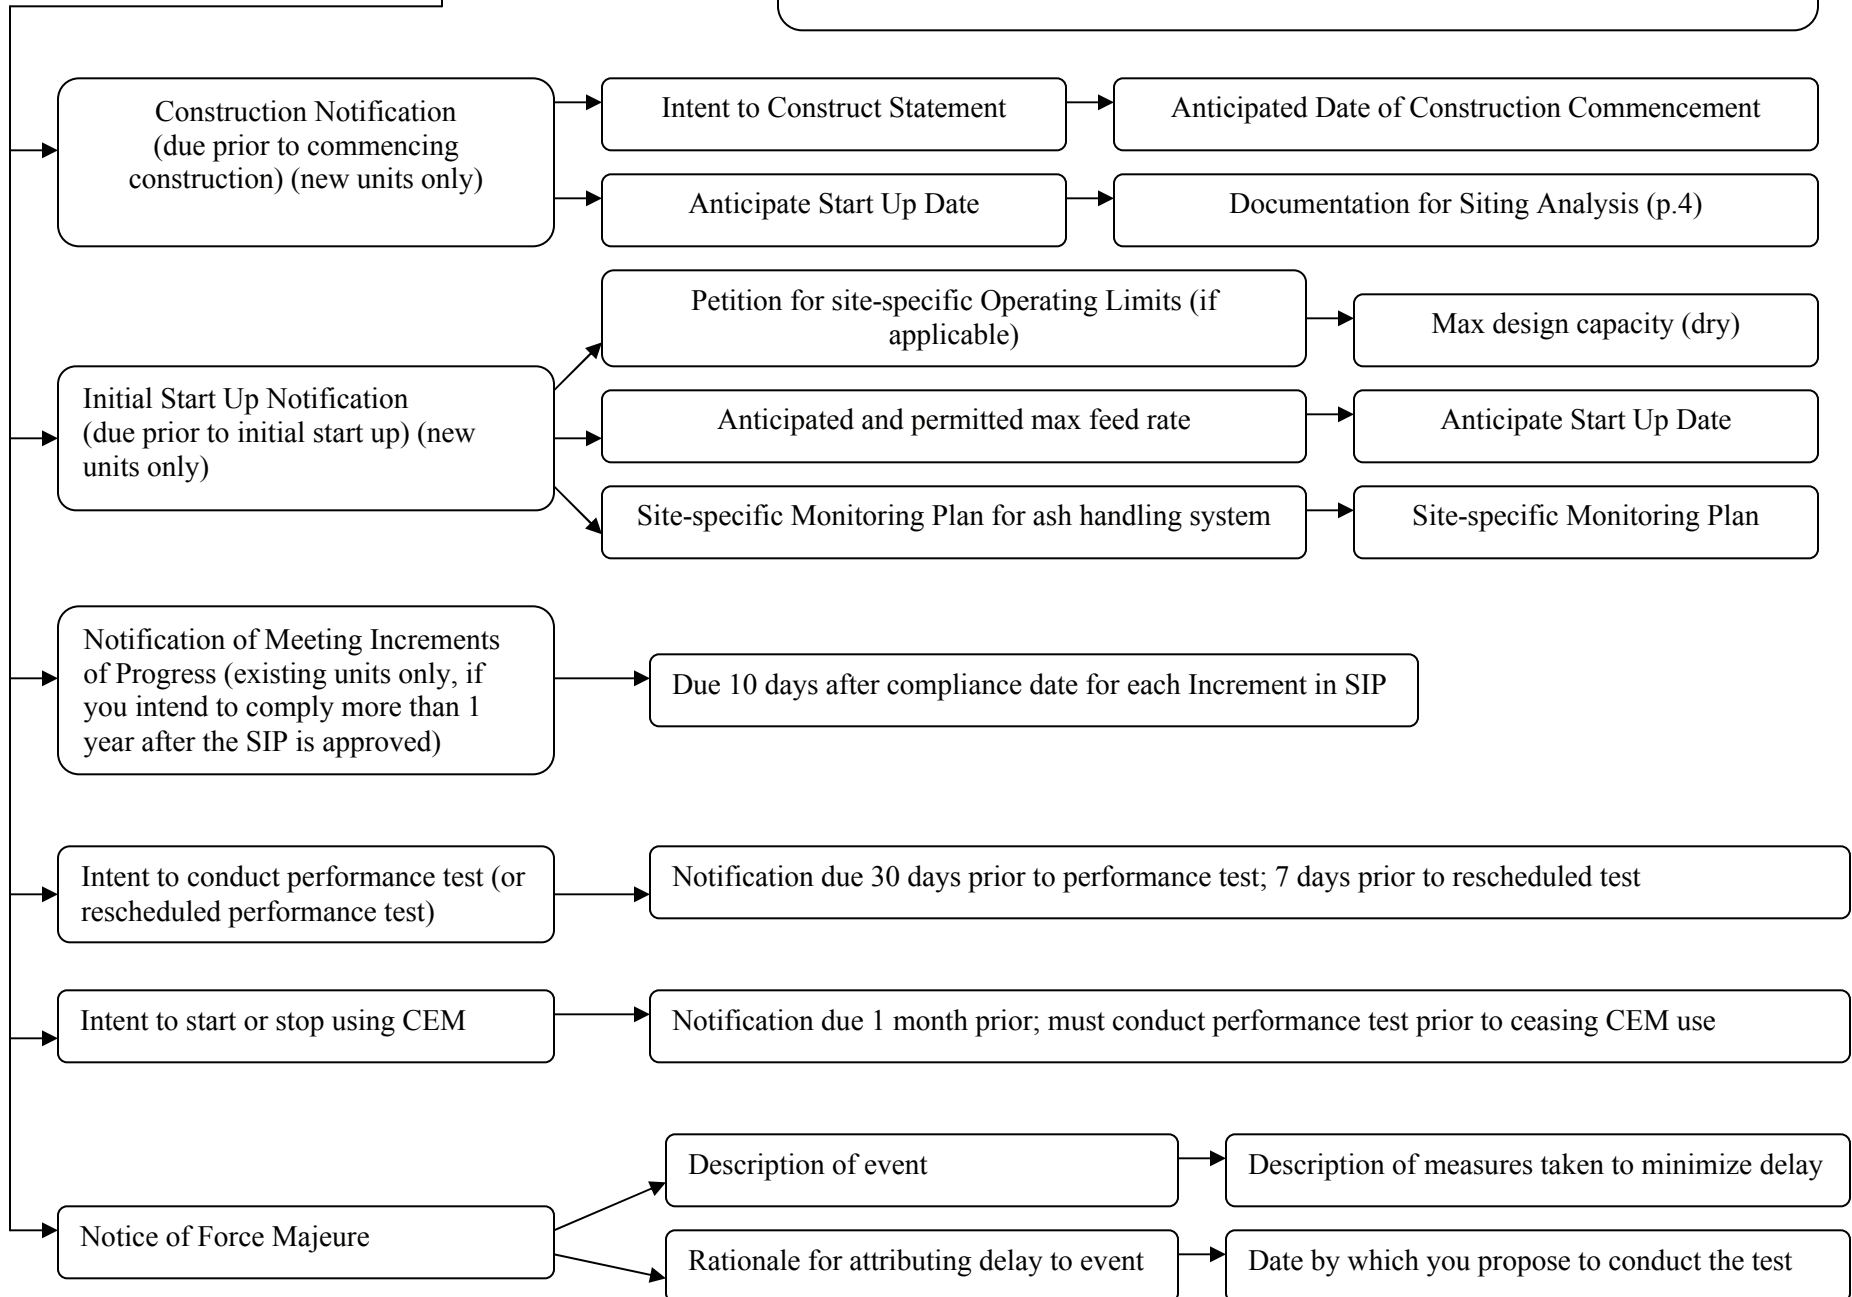 Construction Notification
(due prior to commencing
construction) (new units only)
Intent to Construct Statement
Anticipated Date of Construction Commencement
Anticipate Start Up Date
Documentation for Siting Analysis (p.4)
Initial Start Up Notification
(due prior to initial start up) (new
units only)
Petition for site-specific Operating Limits (if
applicable)
Max design capacity (dry)
Anticipated and permitted max feed rate
Anticipate Start Up Date
Site-specific Monitoring Plan for ash handling system
Site-specific Monitoring Plan
Notification of Meeting Increments
of Progress (existing units only, if
you intend to comply more than 1
year after the SIP is approved)
Due 10 days after compliance date for each Increment in SIP
Intent to conduct performance test (or
rescheduled performance test)
Notification due 30 days prior to performance test; 7 days prior to rescheduled test
Intent to start or stop using CEM
Notification due 1 month prior; must conduct performance test prior to ceasing CEM use
Notice of Force Majeure
Description of event
Description of measures taken to minimize delay
Rationale for attributing delay to event
Date by which you propose to conduct the test